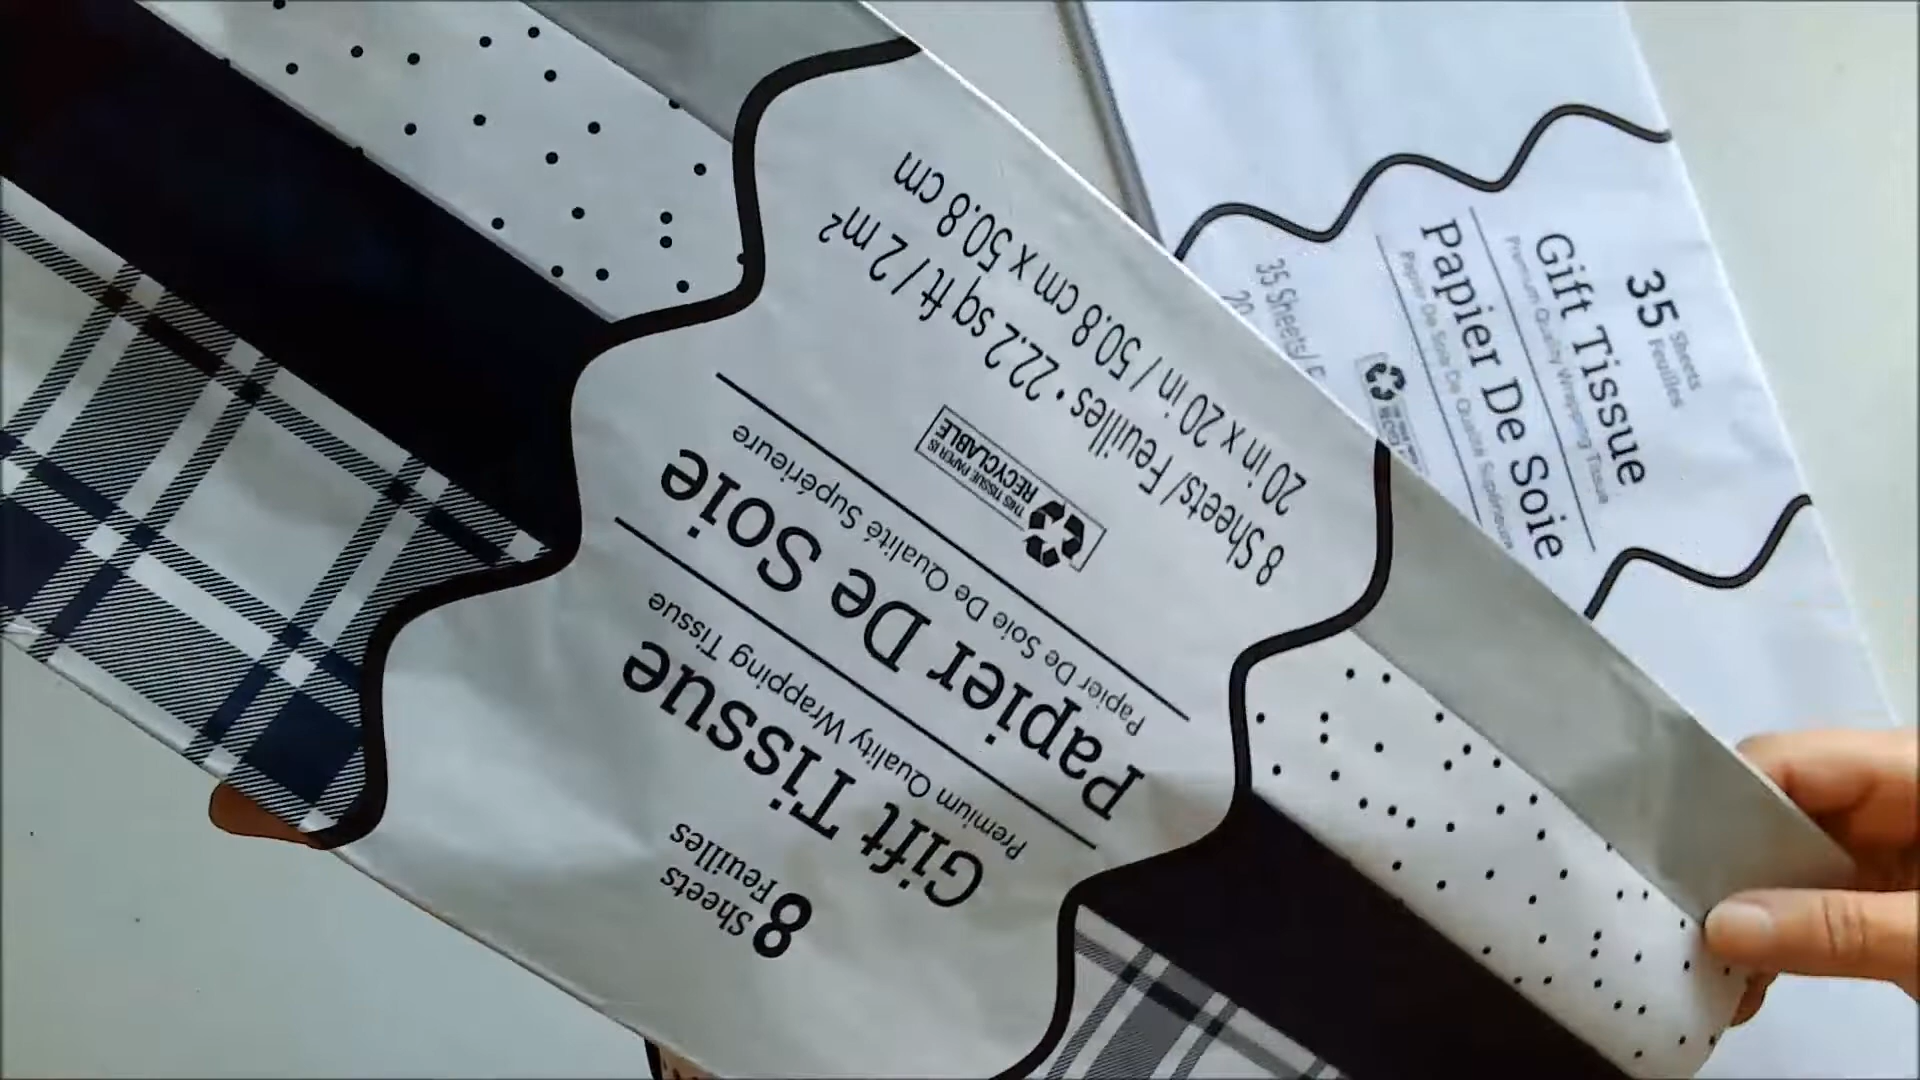 8 Sheets
Feuilles
Gift Tissue
Premium Quality Wrapping Tissue
Papier De Soie
Papier De Soie De Qualité Supérieure
THIS TISSUE PAPER IS
RECYCLABLE
8 Sheets/ Feuilles • 22.2 sq ft / 2 m²
20 in x 20 in / 50.8 cm x 50.8 cm
35 Sheets
Feuilles
Gift Tissue
Premium Quality Wrapping Tissue
Papier De Soie
Papier De Soie De Qualité Supérieure
35 Sheets/
20